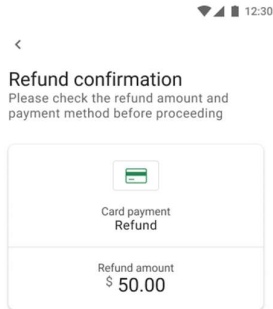 12:30
Refund confirmation
Please check the refund amount and
payment method before proceeding
Card payment
Refund
Refund amount
$ 50.00